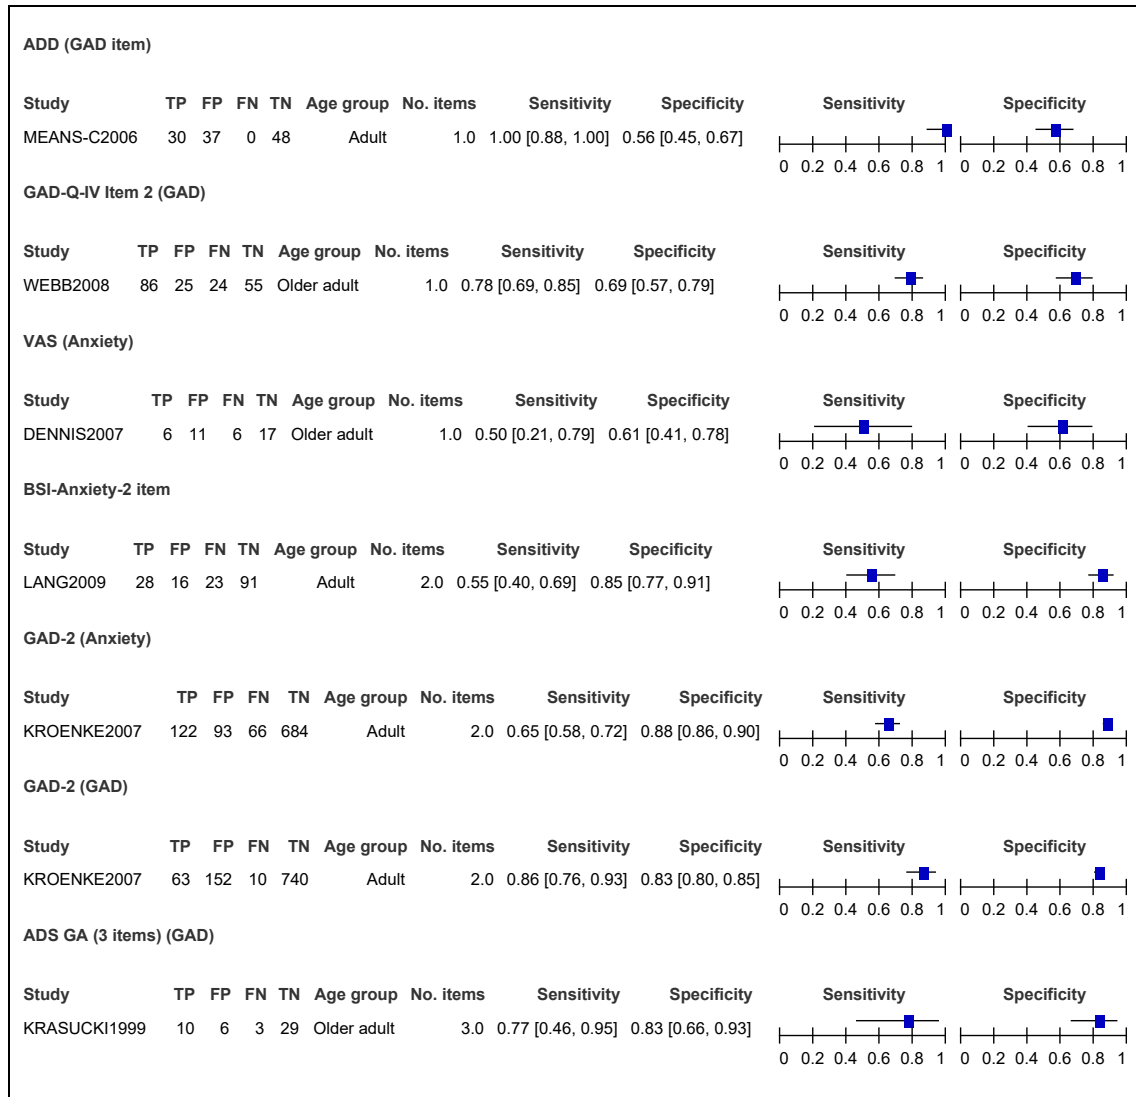 ADD (GAD item)
Study TP FP FN TN Age group No. items Sensitivity Specificity Sensitivity Specificity
MEANS-C2006 30 37 0 48 Adult 1.0 1.00 [0.88, 1.00] 0.56 [0.45, 0.67]
0 0.2 0.4 0.6 0.8 1 0 0.2 0.4 0.6 0.8 1
GAD-Q-IV Item 2 (GAD)
Study TP FP FN TN Age group No. items Sensitivity Specificity Sensitivity Specificity
WEBB2008 86 25 24 55 Older adult 1.0 0.78 [0.69, 0.85] 0.69 [0.57, 0.79]
0 0.2 0.4 0.6 0.8 1 0 0.2 0.4 0.6 0.8 1
VAS (Anxiety)
Study TP FP FN TN Age group No. items Sensitivity Specificity Sensitivity Specificity
DENNIS2007 6 11 6 17 Older adult 1.0 0.50 [0.21, 0.79] 0.61 [0.41, 0.78]
0 0.2 0.4 0.6 0.8 1 0 0.2 0.4 0.6 0.8 1
BSI-Anxiety-2 item
Study TP FP FN TN Age group No. items Sensitivity Specificity Sensitivity Specificity
LANG2009 28 16 23 91 Adult 2.0 0.55 [0.40, 0.69] 0.85 [0.77, 0.91]
0 0.2 0.4 0.6 0.8 1 0 0.2 0.4 0.6 0.8 1
GAD-2 (Anxiety)
Study TP FP FN TN Age group No. items Sensitivity Specificity Sensitivity Specificity
KROENKE2007 122 93 66 684 Adult 2.0 0.65 [0.58, 0.72] 0.88 [0.86, 0.90]
0 0.2 0.4 0.6 0.8 1 0 0.2 0.4 0.6 0.8 1
GAD-2 (GAD)
Study TP FP FN TN Age group No. items Sensitivity Specificity Sensitivity Specificity
KROENKE2007 63 152 10 740 Adult 2.0 0.86 [0.76, 0.93] 0.83 [0.80, 0.85]
0 0.2 0.4 0.6 0.8 1 0 0.2 0.4 0.6 0.8 1
ADS GA (3 items) (GAD)
Study TP FP FN TN Age group No. items Sensitivity Specificity Sensitivity Specificity
KRASUCKI1999 10 6 3 29 Older adult 3.0 0.77 [0.46, 0.95] 0.83 [0.66, 0.93]
0 0.2 0.4 0.6 0.8 1 0 0.2 0.4 0.6 0.8 1